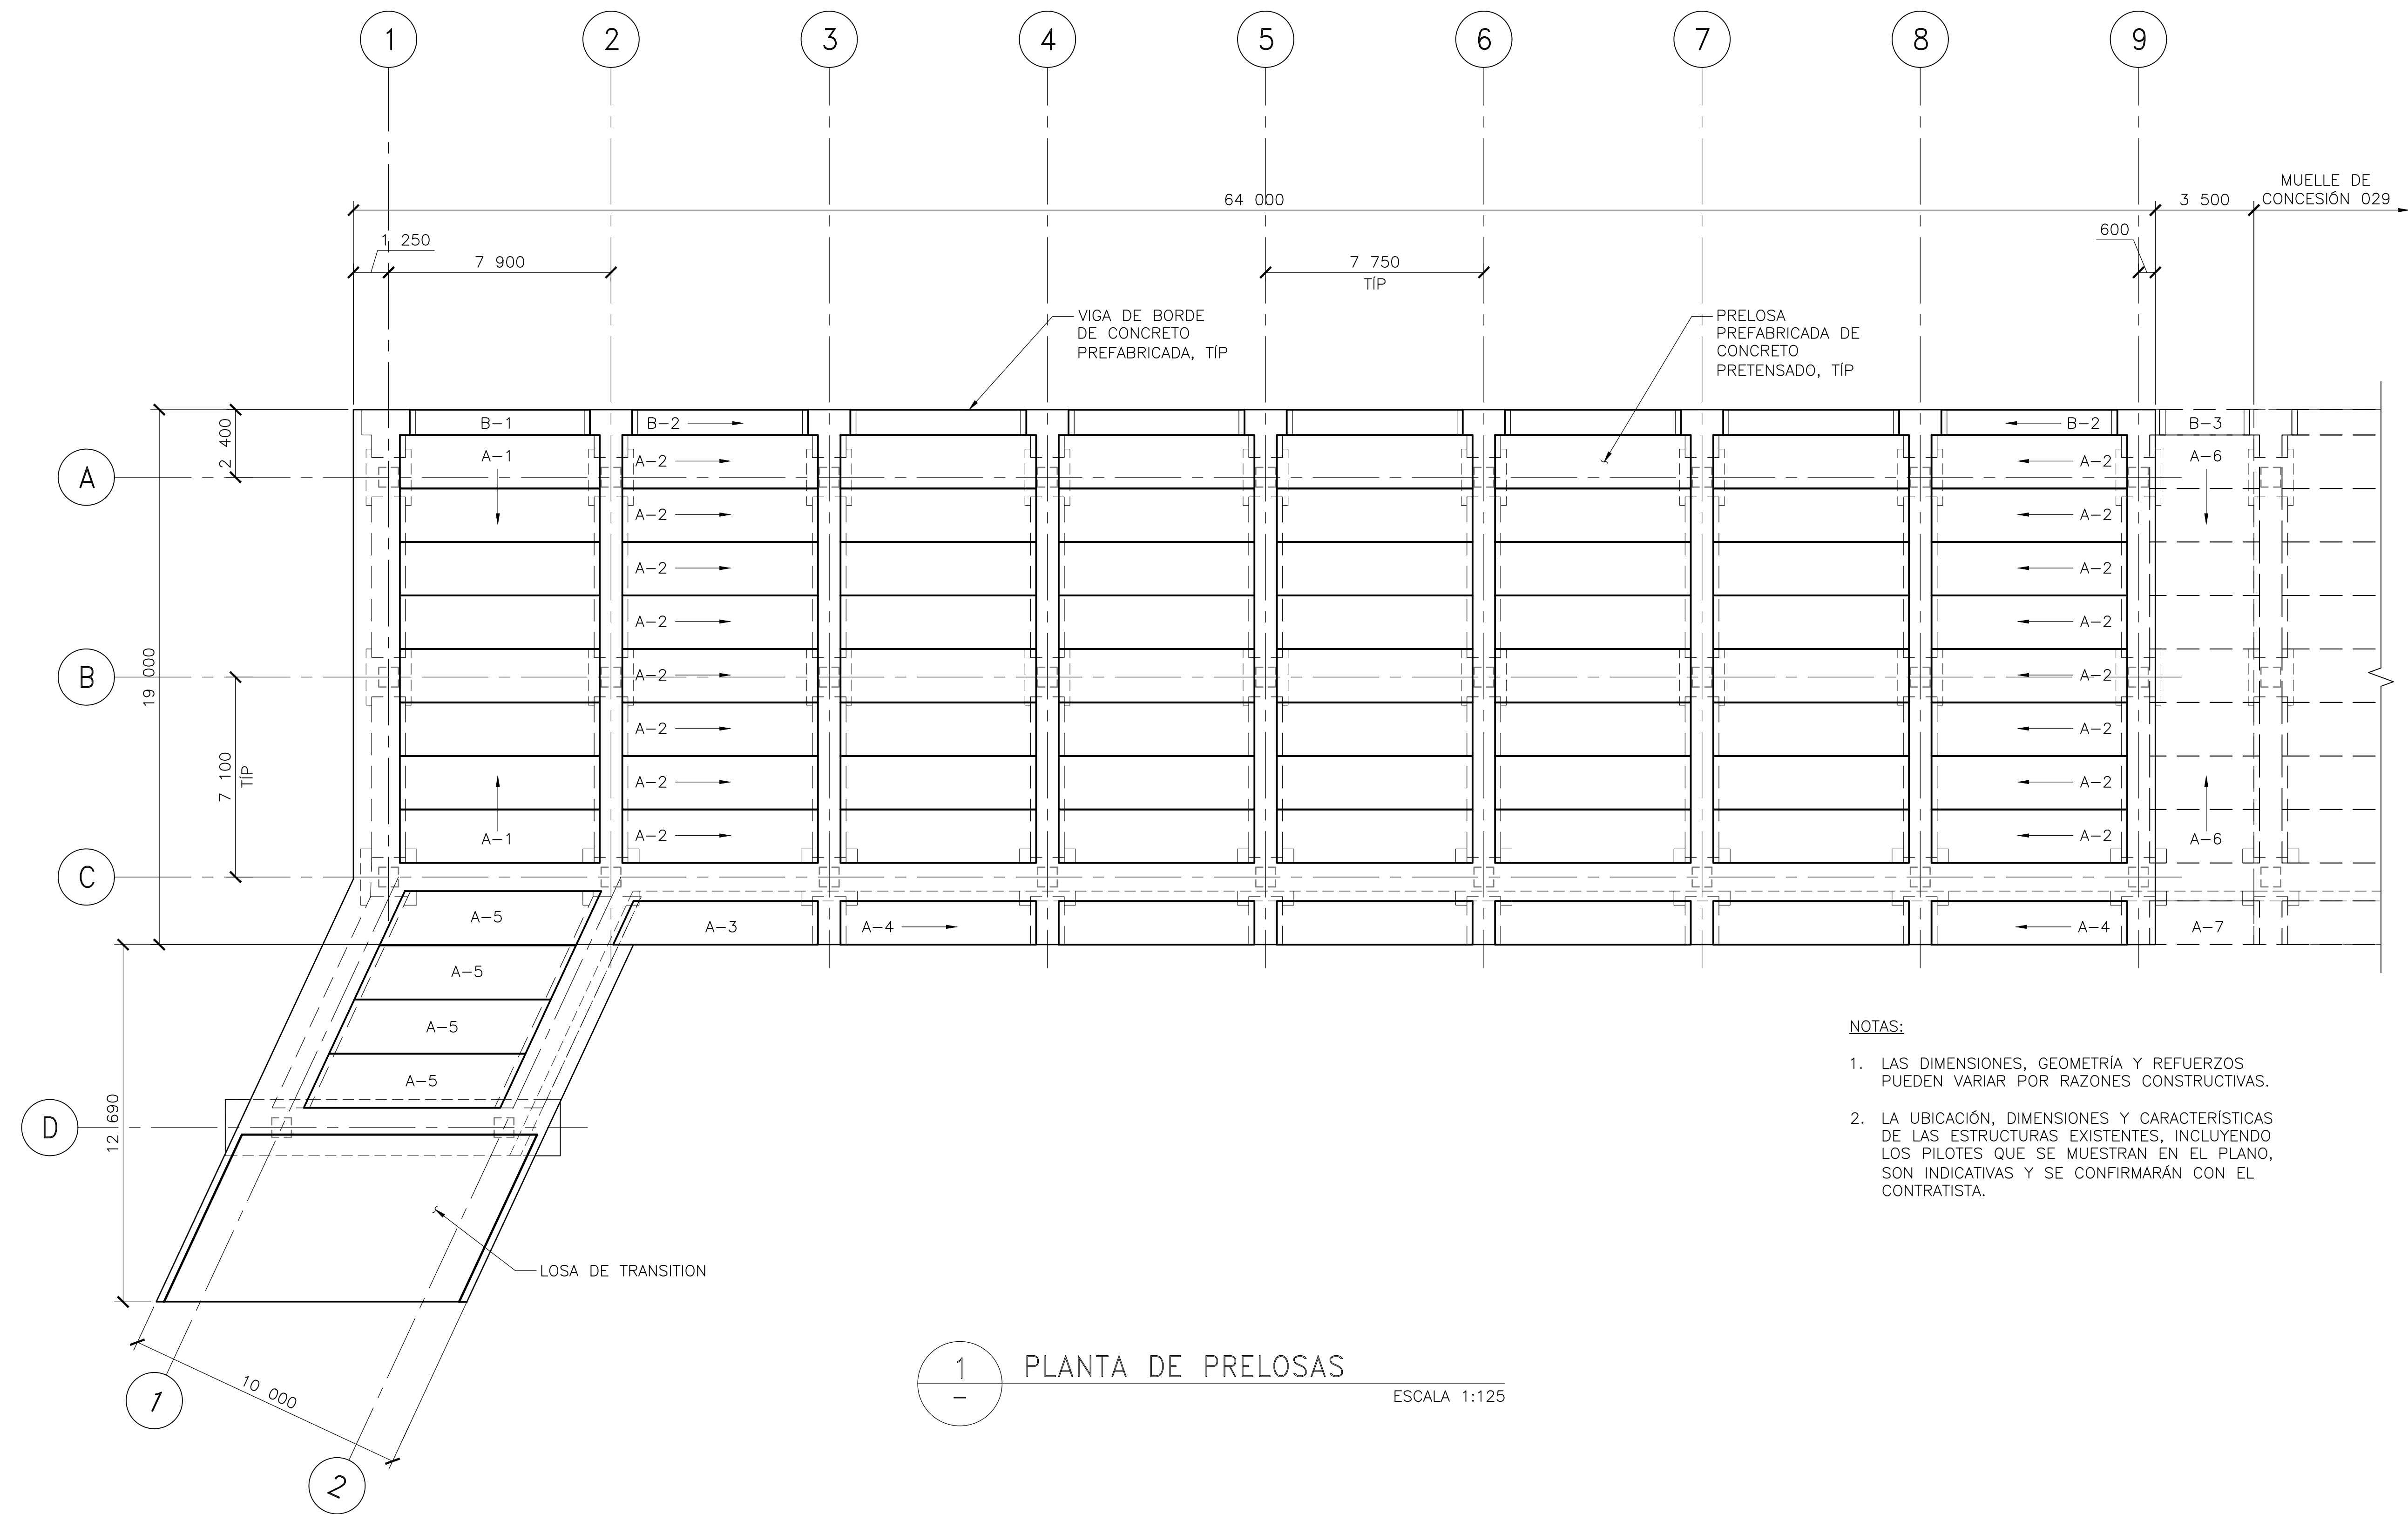 1 2 3 4 5 6 7 8 9
MUELLE DE
CONCESIÓN 029
64 000
3 500
1 250
7 900
7 750
TÍP
600
VIGA DE BORDE
DE CONCRETO
PREFABRICADA, TÍP
PRELOSA
PREFABRICADA DE
CONCRETO
PRETENSADO, TÍP
2 400
B-1 B-2 B-2 B-3
A-1 A-2 A-2 A-6
A
A-2 A-2
A-2 A-2
A-2 A-2
19 000
B
A-2 A-2
A-2 A-2
7 100
TÍP
A-2 A-2
A-1 A-2 A-2 A-6
C
A-5 A-3 A-4 A-4 A-7
A-5
A-5
A-5
12 690
D
NOTAS:
1. LAS DIMENSIONES, GEOMETRÍA Y REFUERZOS
PUEDEN VARIAR POR RAZONES CONSTRUCTIVAS.
2. LA UBICACIÓN, DIMENSIONES Y CARACTERÍSTICAS
DE LAS ESTRUCTURAS EXISTENTES, INCLUYENDO
LOS PILOTES QUE SE MUESTRAN EN EL PLANO,
SON INDICATIVAS Y SE CONFIRMARÁN CON EL
CONTRATISTA.
LOSA DE TRANSITION
10 000
1
2
1
–
PLANTA DE PRELOSAS
ESCALA 1:125